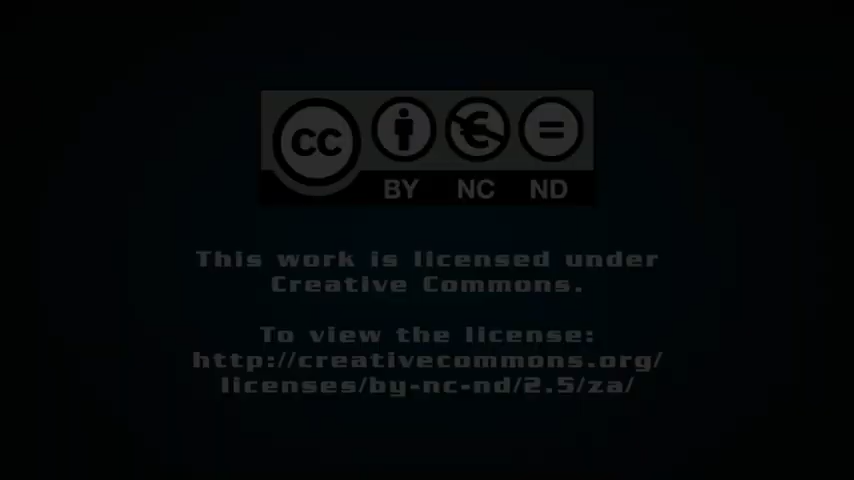 CC
BY NC ND
This work is licensed under
Creative Commons.
To view the license:
http://creativecommons.org/
licenses/by-nc-nd/2.5/za/